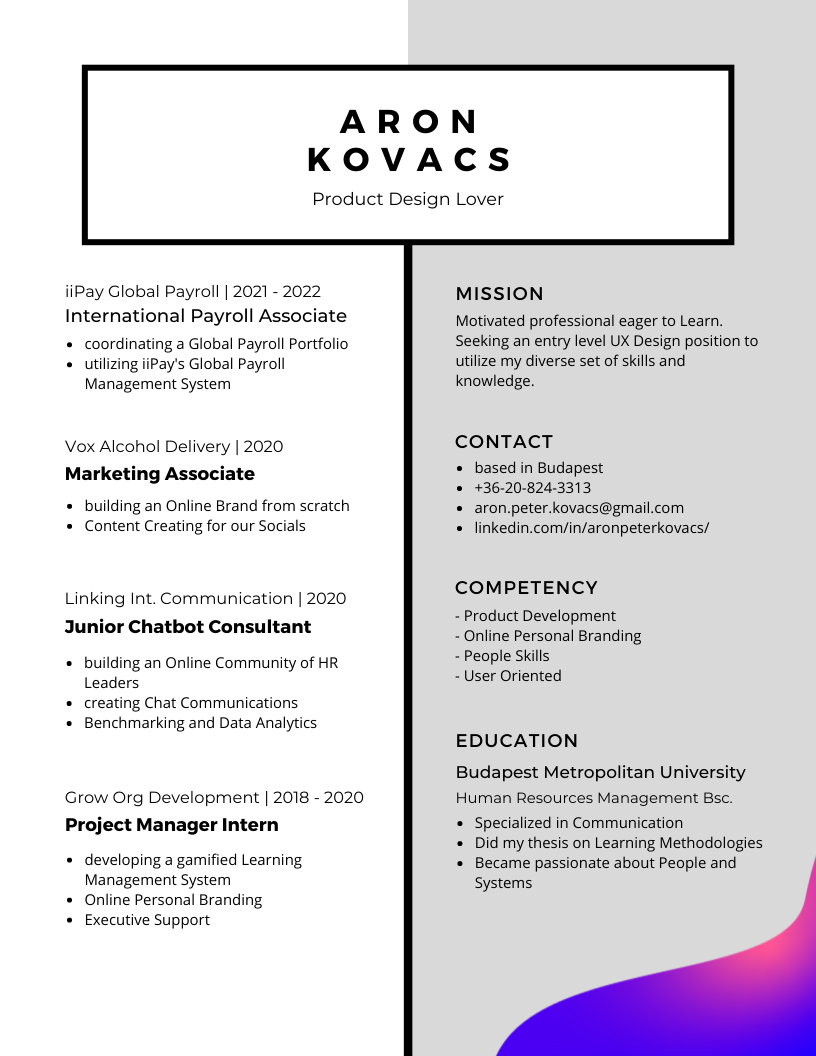 ARON
KOVACS
Product Design Lover
iiPay Global Payroll | 2021 - 2022
International Payroll Associate
• coordinating a Global Payroll Portfolio
• utilizing iiPay's Global Payroll
Management System
Vox Alcohol Delivery | 2020
Marketing Associate
• building an Online Brand from scratch
• Content Creating for our Socials
Linking Int. Communication | 2020
Junior Chatbot Consultant
• building an Online Community of HR
Leaders
• creating Chat Communications
• Benchmarking and Data Analytics
Grow Org Development | 2018 - 2020
Project Manager Intern
• developing a gamified Learning
Management System
• Online Personal Branding
• Executive Support
MISSION
Motivated professional eager to Learn.
Seeking an entry level UX Design position to
utilize my diverse set of skills and
knowledge.
CONTACT
• based in Budapest
• +36-20-824-3313
• aron.peter.kovacs@gmail.com
• linkedin.com/in/aronpeterkovacs/
COMPETENCY
- Product Development
- Online Personal Branding
- People Skills
- User Oriented
EDUCATION
Budapest Metropolitan University
Human Resources Management Bsc.
• Specialized in Communication
• Did my thesis on Learning Methodologies
• Became passionate about People and
Systems